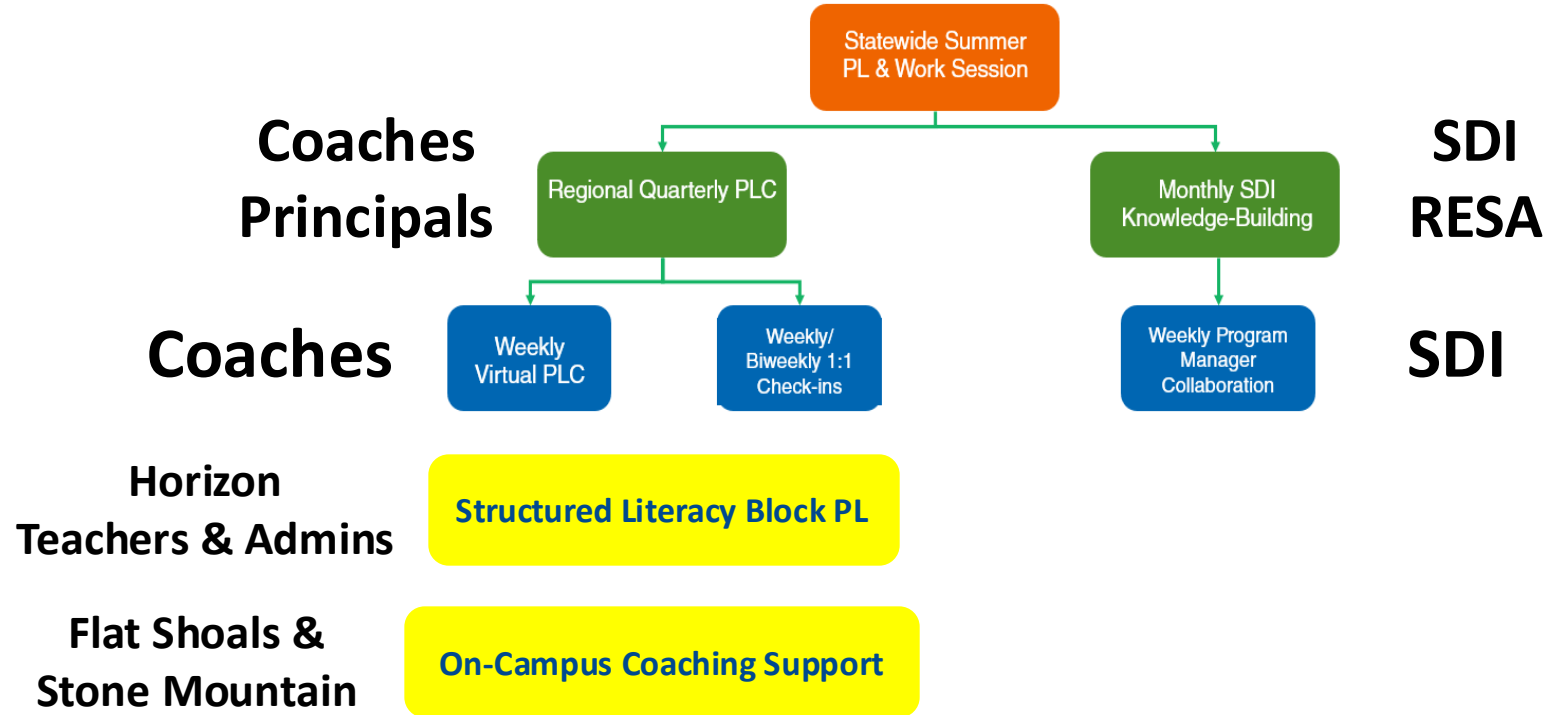 Statewide Summer
PL & Work Session
Coaches
Principals
Regional Quarterly PLC
Monthly SDI
Knowledge-Building
SDI
RESA
Coaches
Weekly
Virtual PLC
Weekly/
Biweekly 1:1
Check-ins
Weekly Program
Manager
Collaboration
SDI
Horizon
Teachers & Admins
Structured Literacy Block PL
Flat Shoals &
Stone Mountain
On-Campus Coaching Support